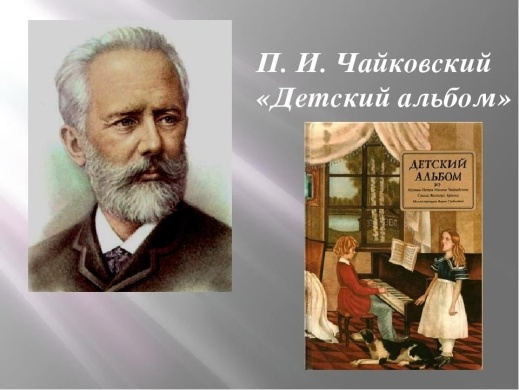 П. И. Чайковский
«Детский альбом»
ДЕТСКИЙ
АЛЬБОМ